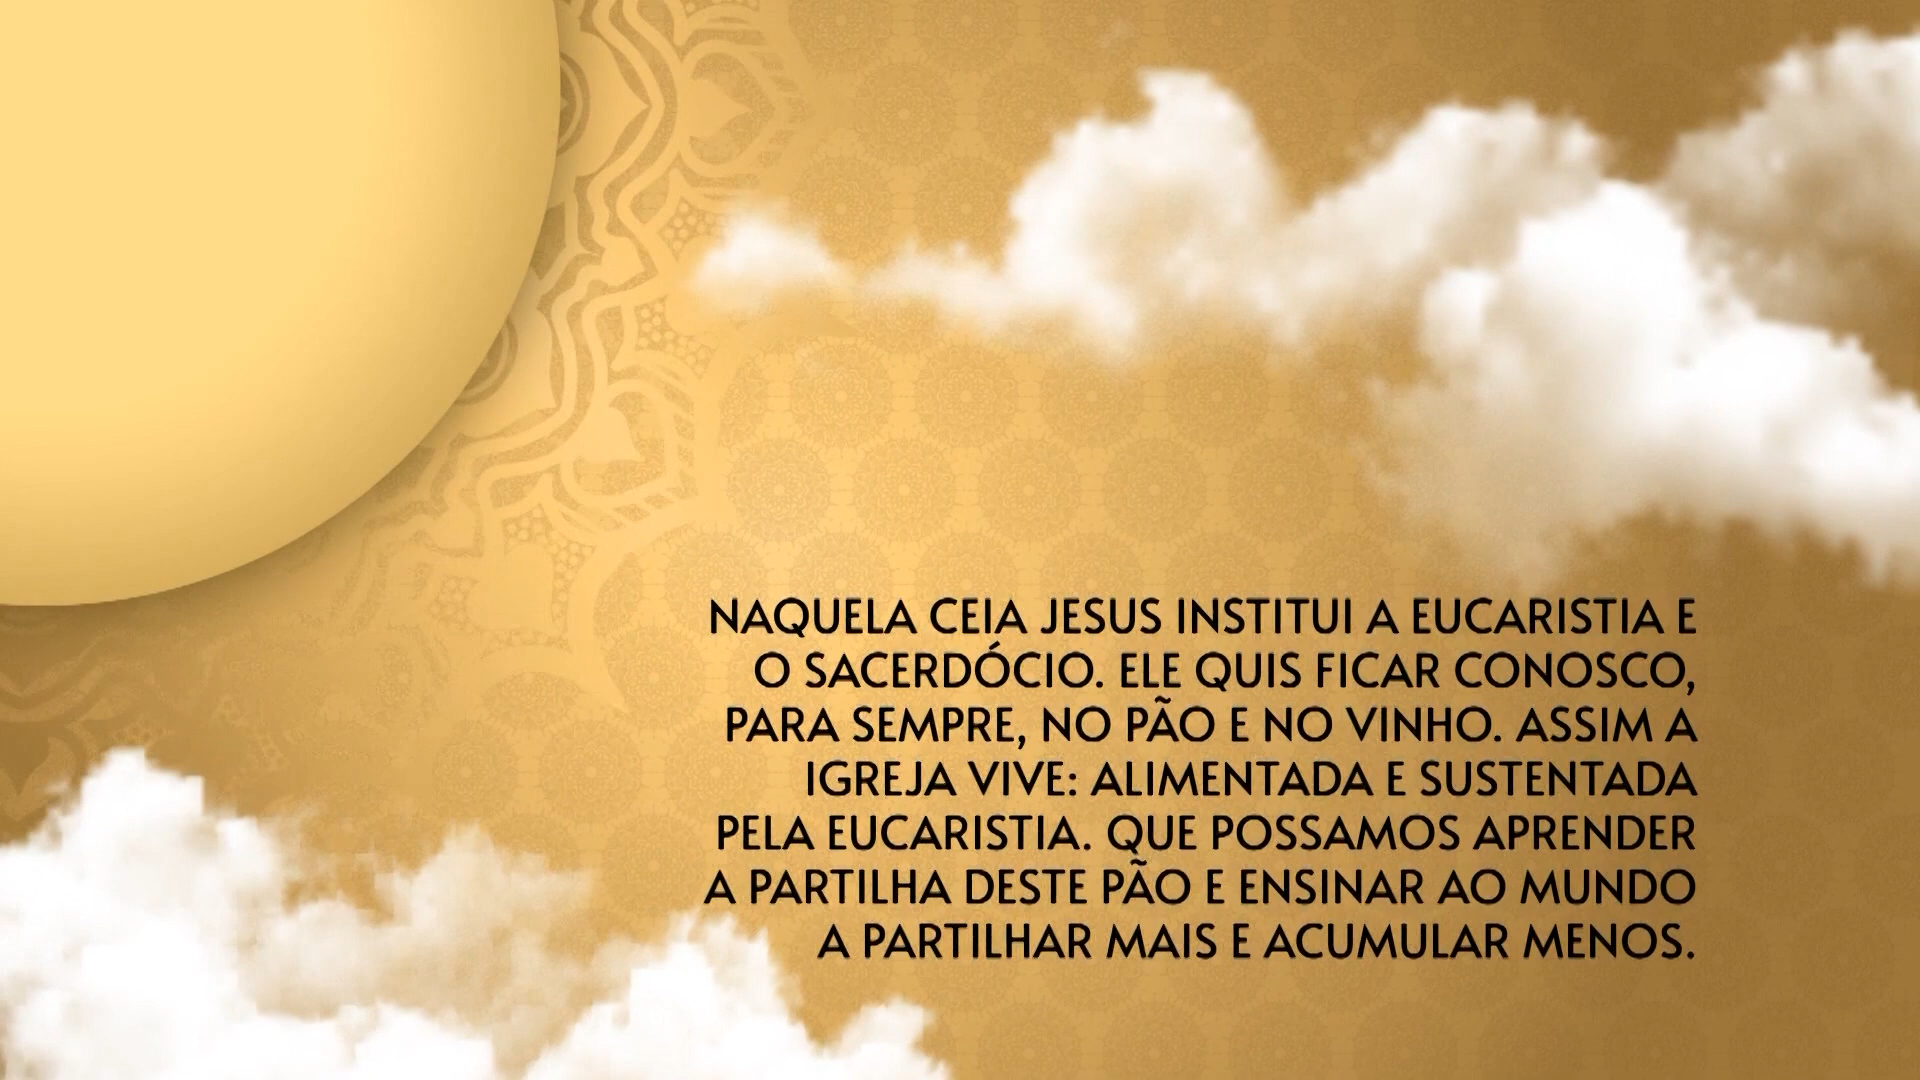 NAQUELA CEIA JESUS INSTITUI A EUCARISTIA E
O SACERDÓCIO. ELE QUIS FICAR CONOSCO,
PARA SEMPRE, NO PÃO E NO VINHO. ASSIM A
IGREJA VIVE: ALIMENTADA E SUSTENTADA
PELA EUCARISTIA. QUE POSSAMOS APRENDER
A PARTILHA DESTE PÃO E ENSINAR AO MUNDO
A PARTILHAR MAIS E ACUMULAR MENOS.